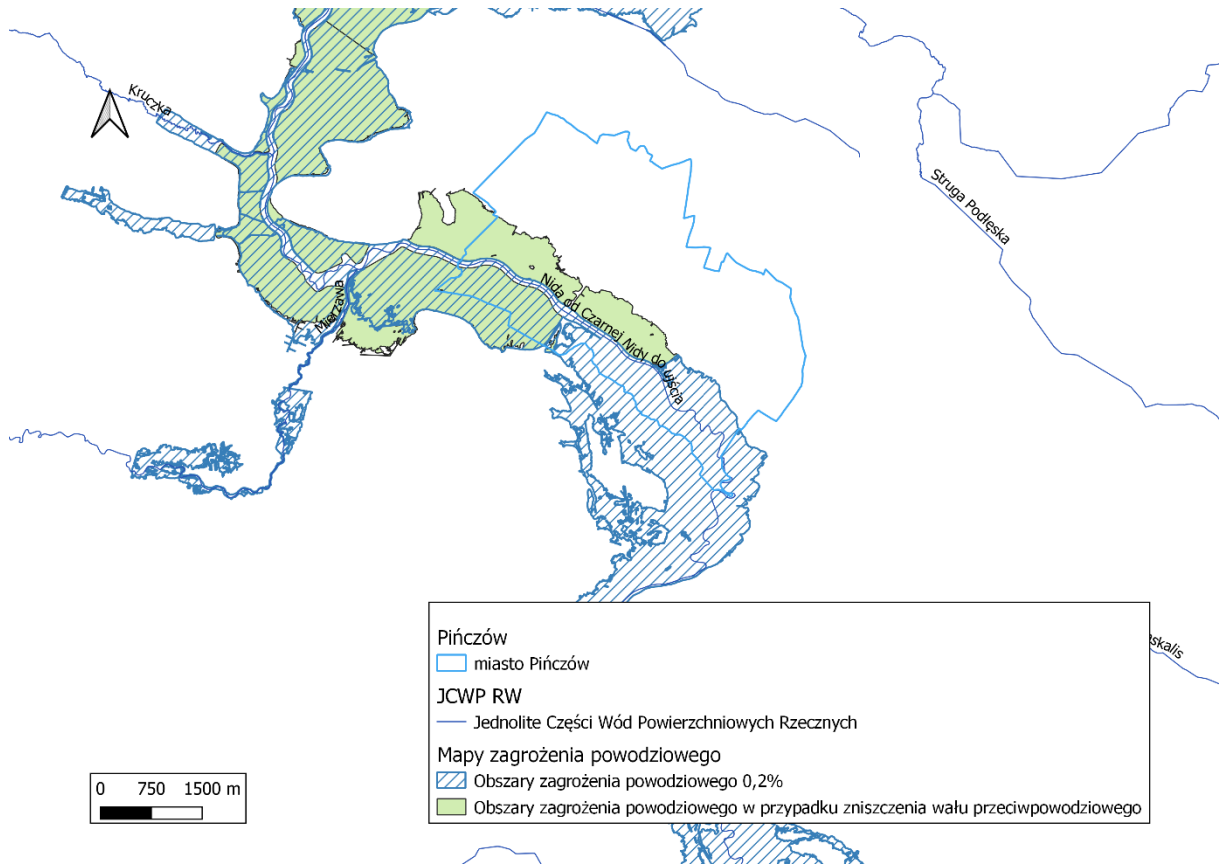 Kruczka
Struga Podłęska
Mierzawa
Nida od Czarnej Nidy do ujścia
Pińczów
miasto Pińczów
JCWP RW
Jednolite Części Wód Powierzchniowych Rzecznych
Mapy zagrożenia powodziowego
Obszary zagrożenia powodziowego 0,2%
Obszary zagrożenia powodziowego w przypadku zniszczenia wału przeciwpowodziowego
0 750 1500 m